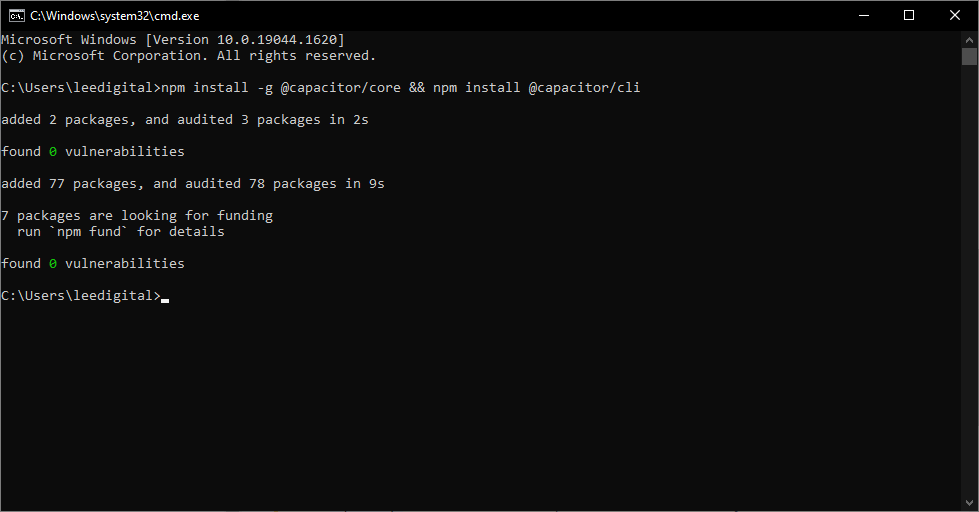 C:\Windows\system32\cmd.exe
Microsoft Windows [Version 10.0.19044.1620]
(c) Microsoft Corporation. All rights reserved.
C:\Users\leedigital>npm install -g @capacitor/core && npm install @capacitor/cli
added 2 packages, and audited 3 packages in 2s
found 0 vulnerabilities
added 77 packages, and audited 78 packages in 9s
7 packages are looking for funding
  run `npm fund` for details
found 0 vulnerabilities
C:\Users\leedigital>